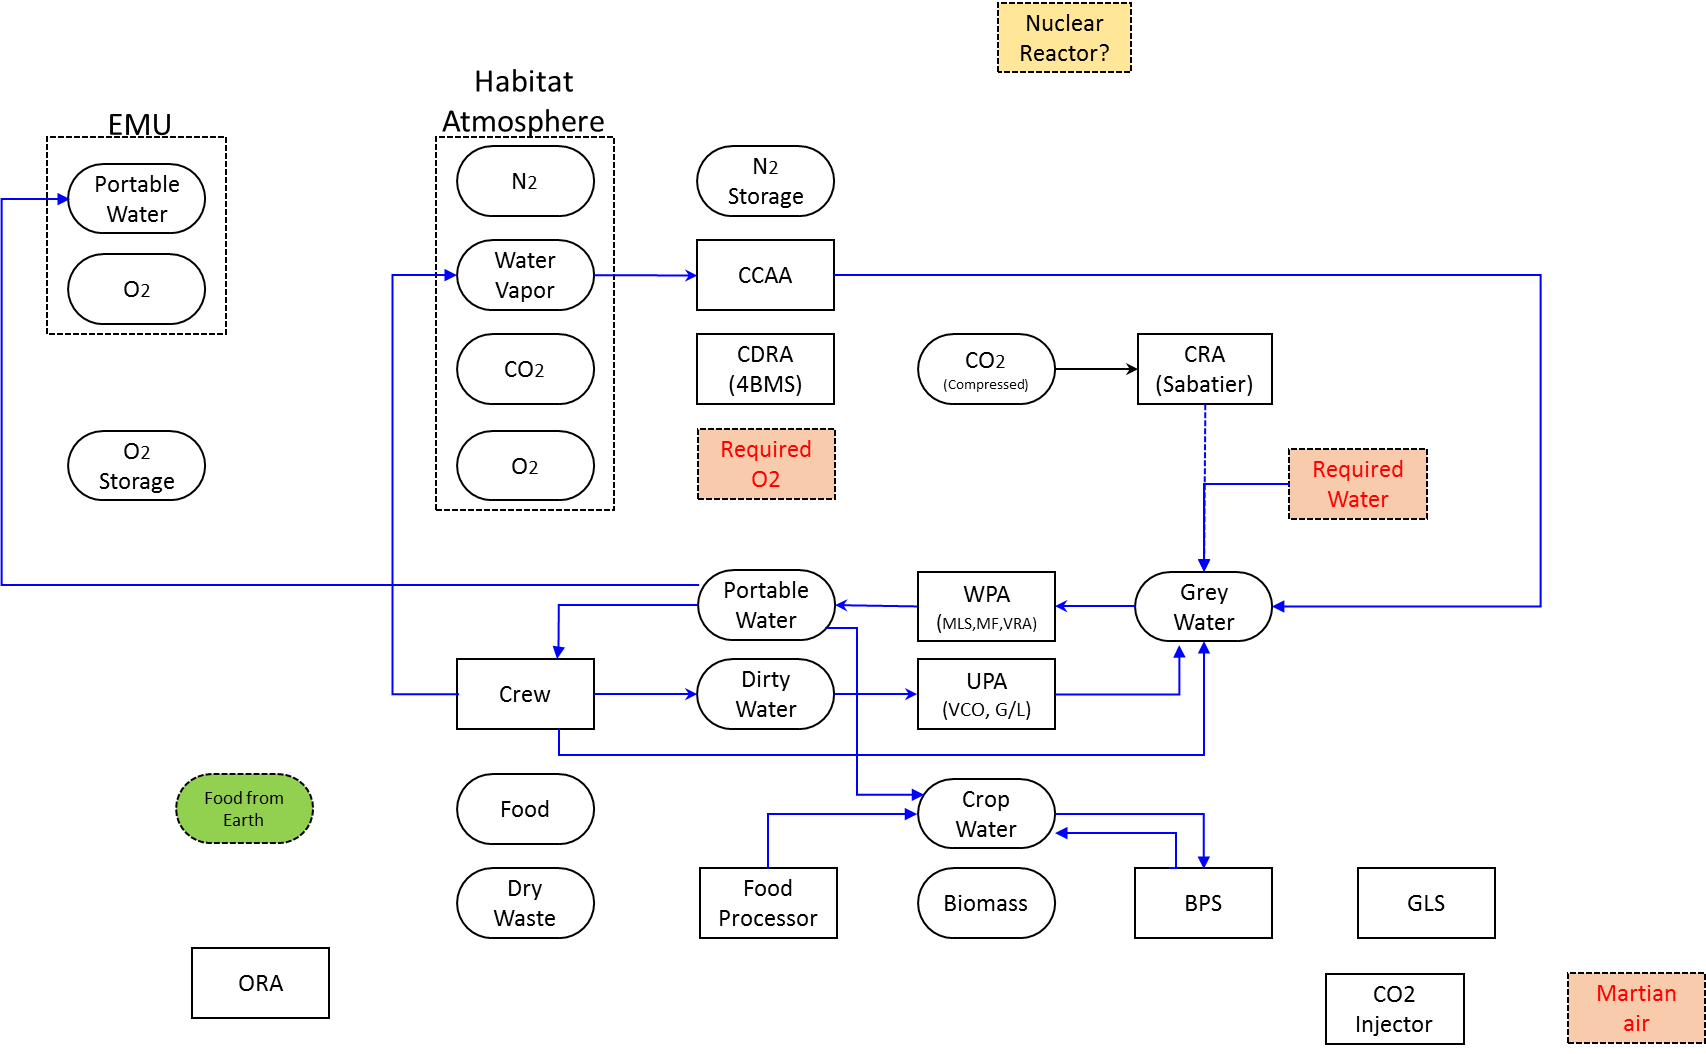 Nuclear
Reactor?
Habitat
Atmosphere
EMU
Portable
Water
N2
N2
Storage
Water
Vapor
CCAA
O2
CO2
CDRA
(4BMS)
CO2
(Compressed)
CRA
(Sabatier)
O2
Storage
O2
Required
O2
Required
Water
Portable
Water
WPA
(MLS,MF,VRA)
Grey
Water
Crew
Dirty
Water
UPA
(VCO, G/L)
Food from
Earth
Food
Crop
Water
Dry
Waste
Food
Processor
Biomass
BPS
GLS
ORA
CO2
Injector
Martian
air